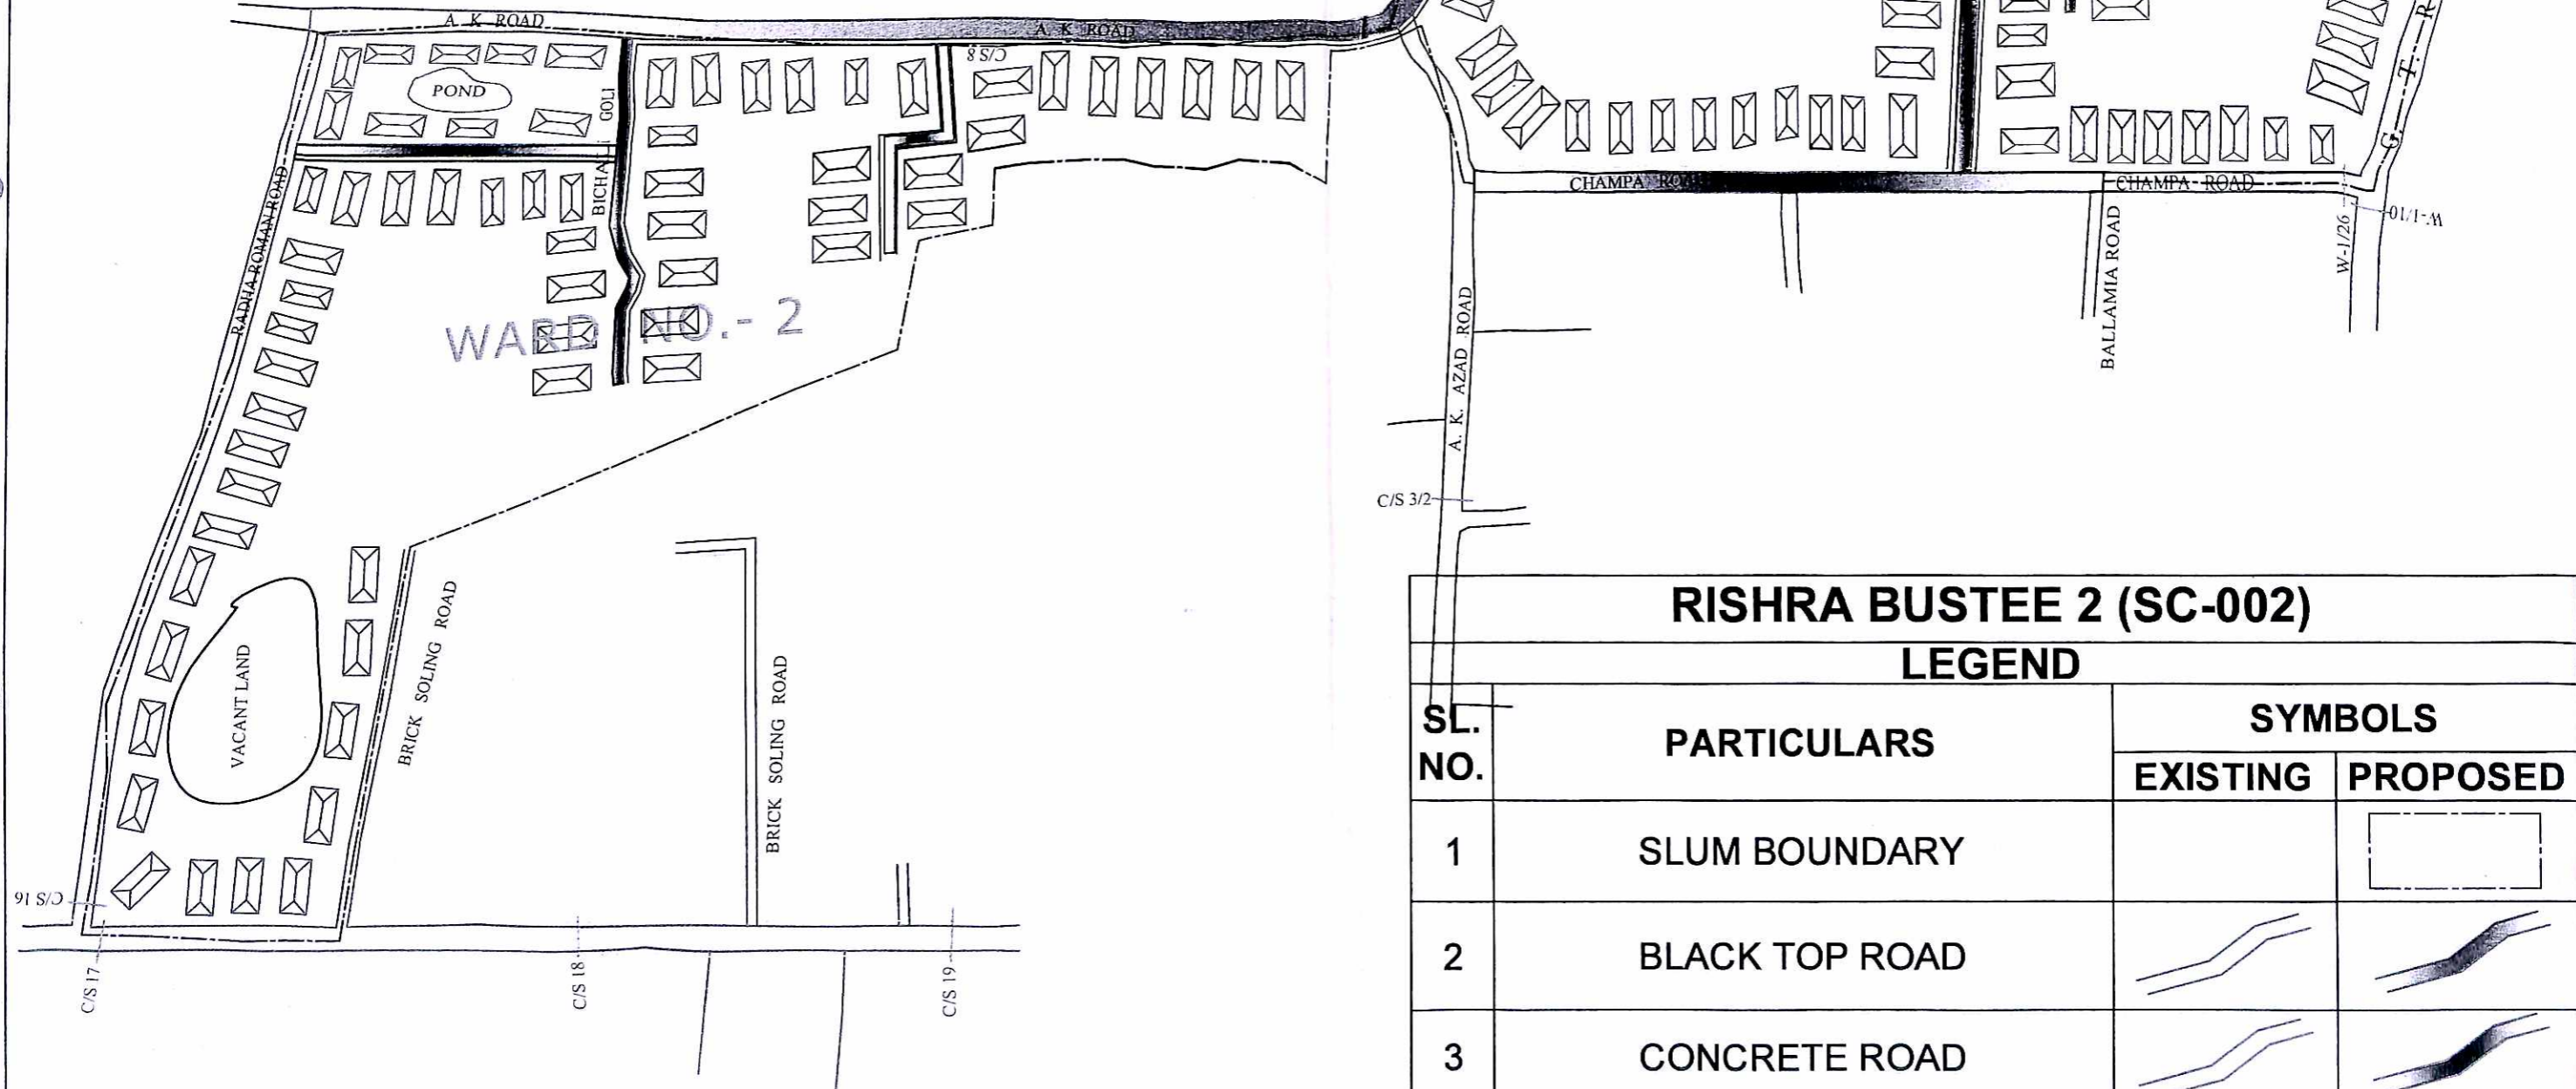 A K ROAD
A K ROAD
C/S 8
POND
BICHALI GOLI
RADHA ROMAN ROAD
WARD NO.- 2
G. T. R
CHAMPA ROAD
CHAMPA ROAD
W-1/10
W-1/26
BALLAMIA ROAD
A. K. AZAD ROAD
C/S 3/2
BRICK SOLING ROAD
BRICK SOLING ROAD
VACANT LAND
C/S 16
C/S 17
C/S 18
C/S 19
RISHRA BUSTEE 2 (SC-002)
LEGEND
SL. NO.
PARTICULARS
SYMBOLS
EXISTING
PROPOSED
1
SLUM BOUNDARY
2
BLACK TOP ROAD
3
CONCRETE ROAD